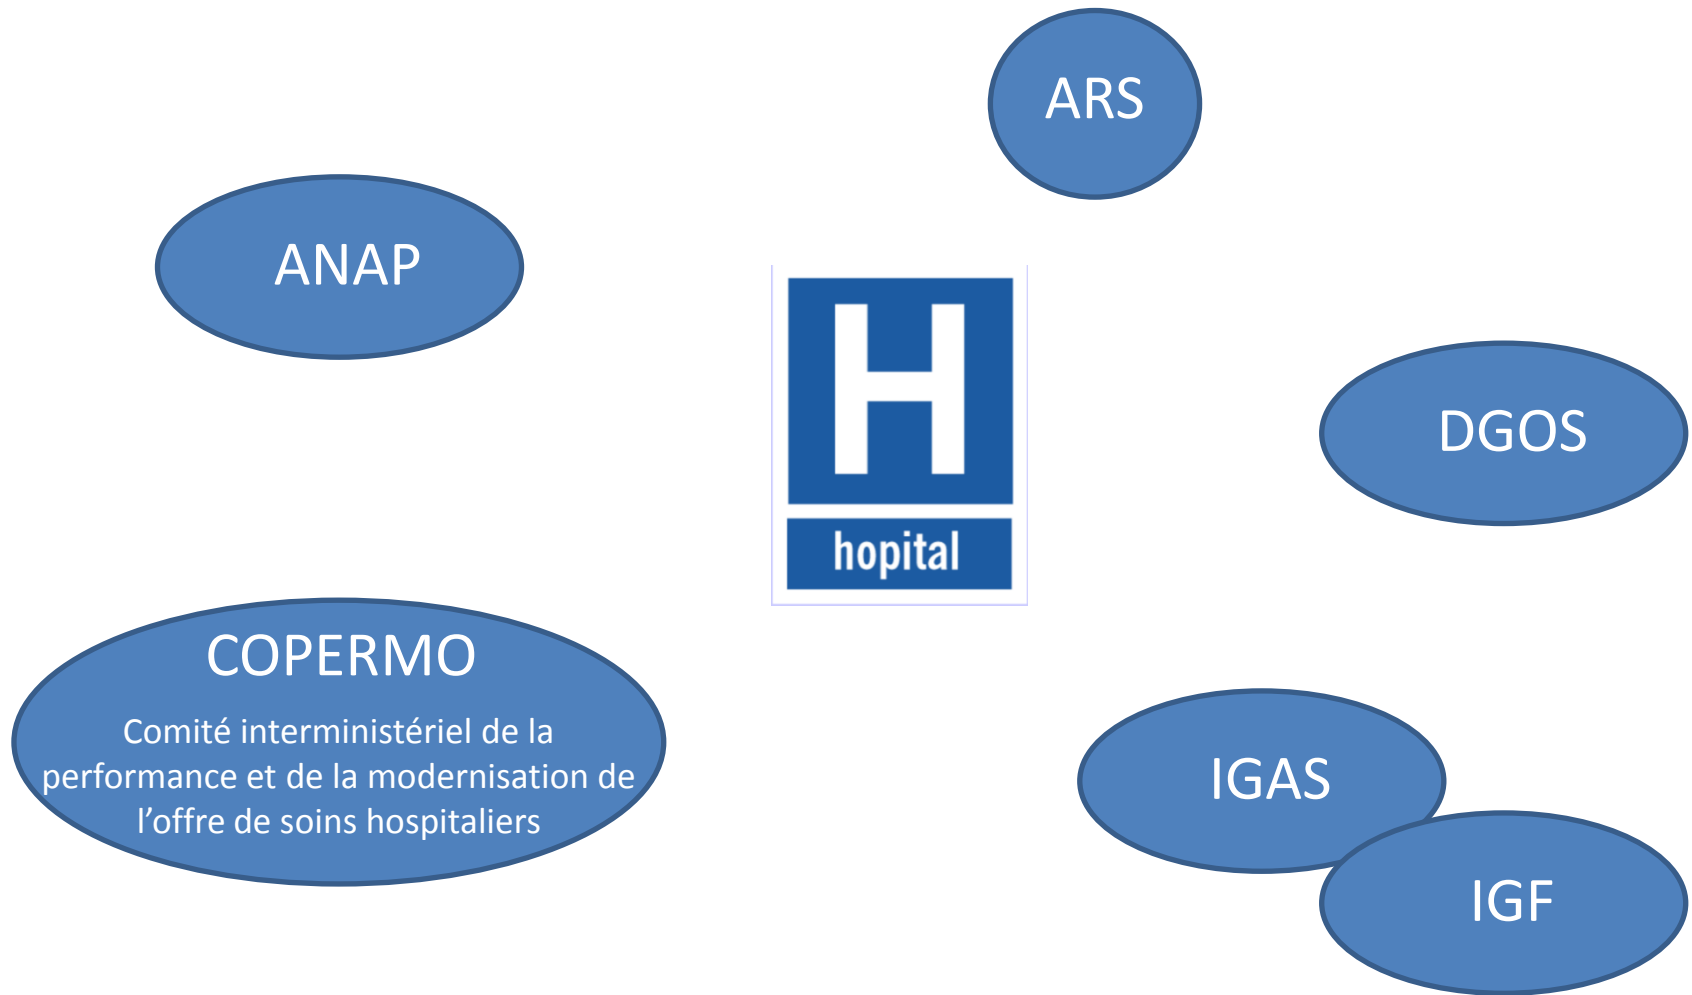 ARS
ANAP
H
DGOS
hopital
COPERMO
Comité interministériel de la
performance et de la modernisation de
l’offre de soins hospitaliers
IGAS
IGF